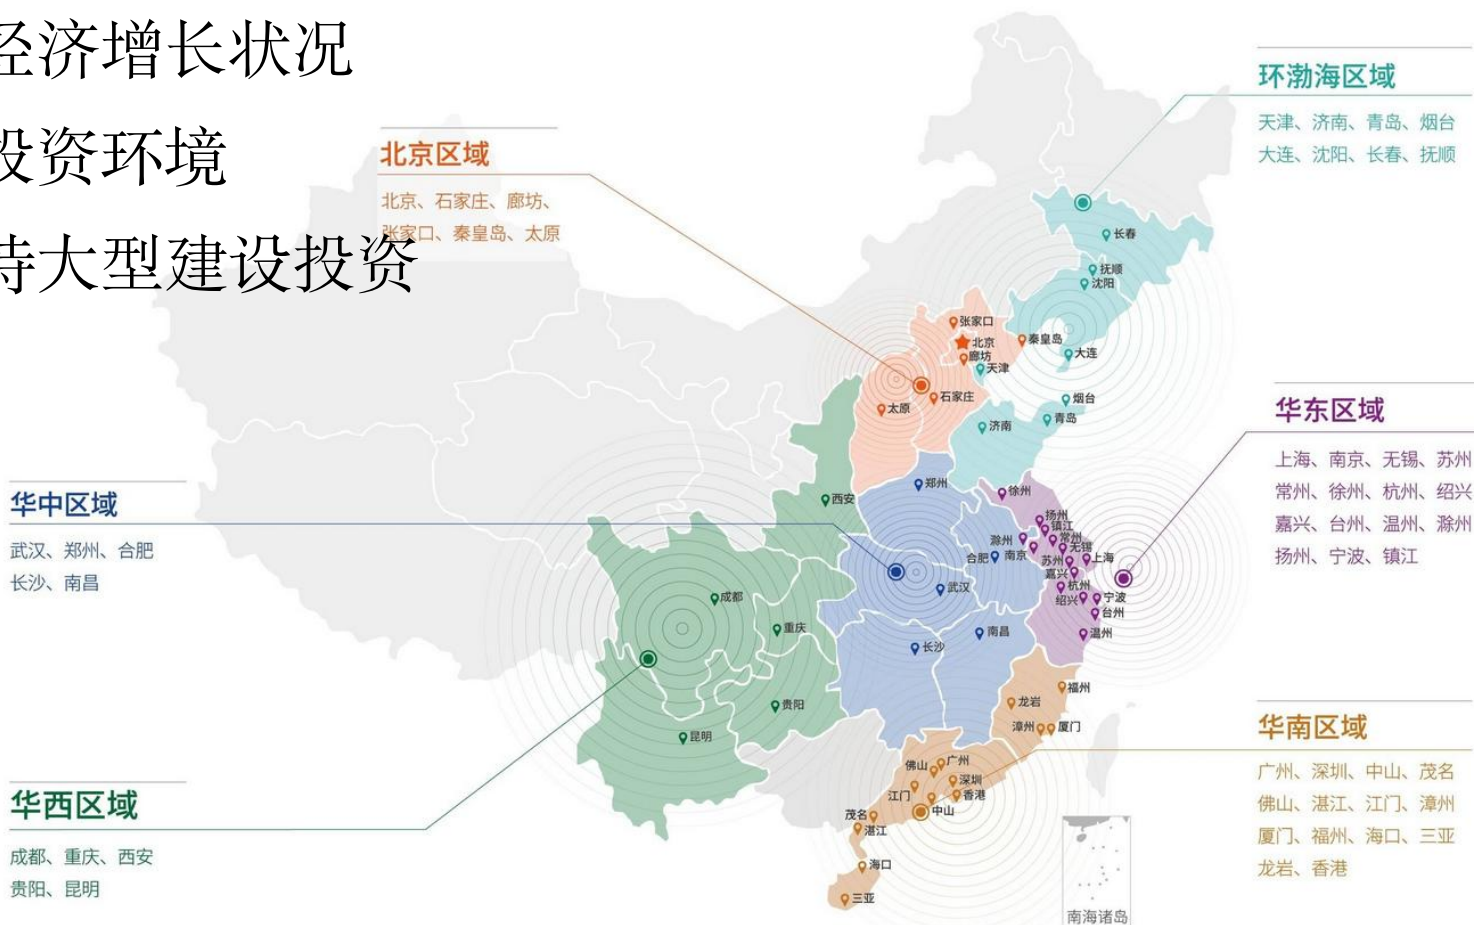 经济增长状况
投资环境
持大型建设投资
北京区域
北京、石家庄、廊坊、
张家口、秦皇岛、太原
环渤海区域
天津、济南、青岛、烟台
大连、沈阳、长春、抚顺
华东区域
上海、南京、无锡、苏州
常州、徐州、杭州、绍兴
嘉兴、台州、温州、滁州
扬州、宁波、镇江
华中区域
武汉、郑州、合肥
长沙、南昌
华西区域
成都、重庆、西安
贵阳、昆明
华南区域
广州、深圳、中山、茂名
佛山、湛江、江门、漳州
厦门、福州、海口、三亚
龙岩、香港
长春
抚顺
沈阳
张家口
北京
秦皇岛
廊坊
大连
天津
石家庄
烟台
太原
青岛
济南
郑州
徐州
西安
扬州
镇江
滁州
常州
南京
无锡
合肥
苏州
上海
嘉兴
杭州
武汉
绍兴
宁波
成都
台州
重庆
南昌
温州
长沙
福州
龙岩
贵阳
漳州
厦门
昆明
佛山
广州
深圳
江门
香港
中山
茂名
湛江
海口
三亚
南海诸岛